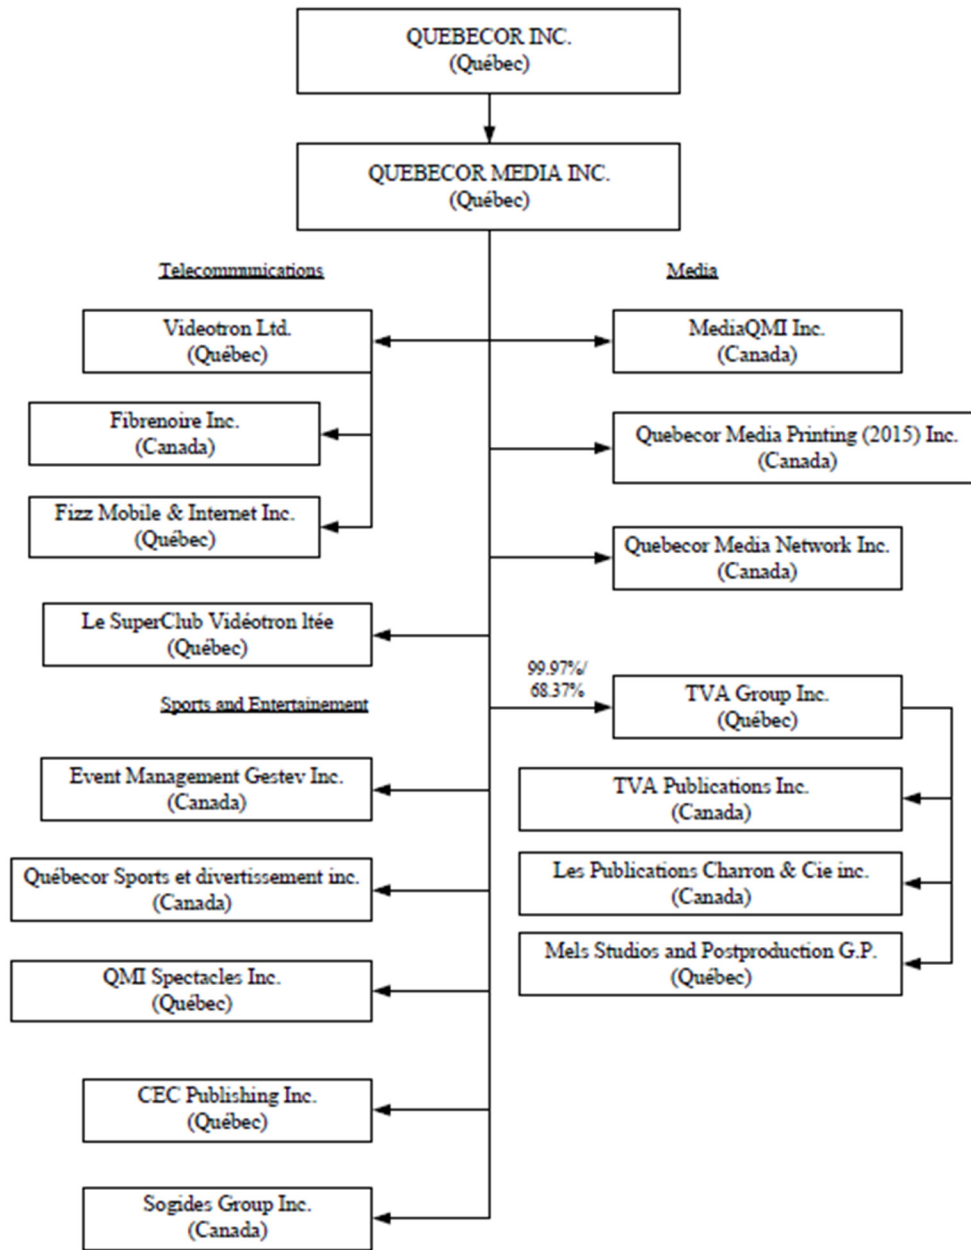 QUEBECOR INC.
(Québec)
QUEBECOR MEDIA INC.
(Québec)
Telecommunications
Videotron Ltd.
(Québec)
Fibrenoire Inc.
(Canada)
Fizz Mobile & Internet Inc.
(Québec)
Le SuperClub Vidéotron ltée
(Québec)
Sports and Entertainement
Event Management Gestev Inc.
(Canada)
Québecor Sports et divertissement inc.
(Canada)
QMI Spectacles Inc.
(Québec)
CEC Publishing Inc.
(Québec)
Sogides Group Inc.
(Canada)
Media
MediaQMI Inc.
(Canada)
Quebecor Media Printing (2015) Inc.
(Canada)
Quebecor Media Network Inc.
(Canada)
99.97%/
68.37%
TVA Group Inc.
(Québec)
TVA Publications Inc.
(Canada)
Les Publications Charron & Cie inc.
(Canada)
Mels Studios and Postproduction G.P.
(Québec)